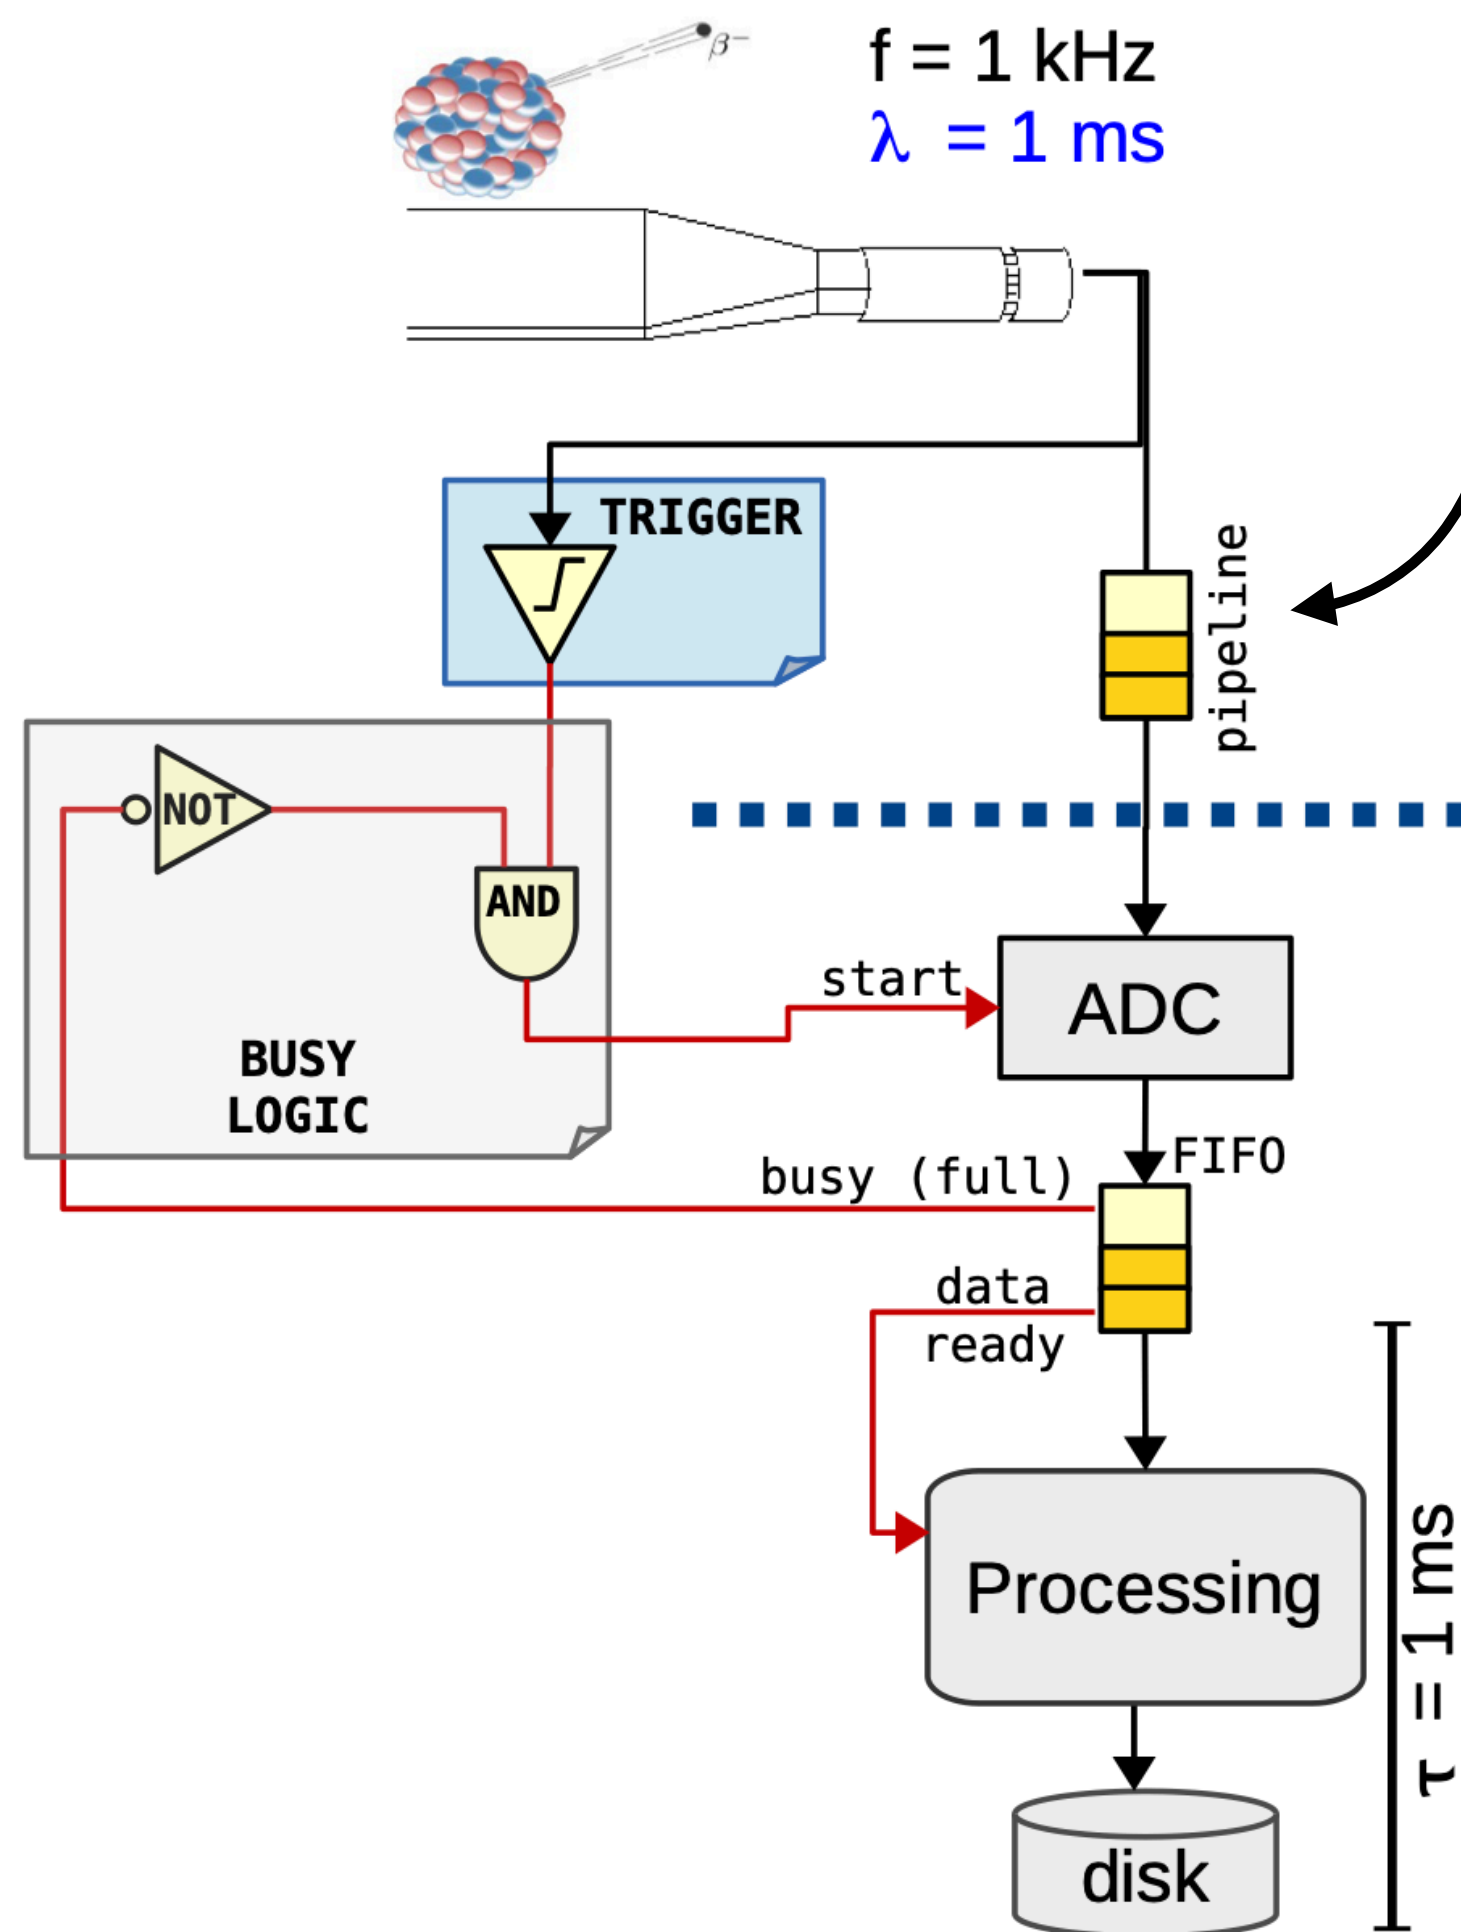 β−
f = 1 kHz
λ = 1 ms
TRIGGER
pipeline
NOT
AND
start
ADC
BUSY
LOGIC
FIFO
busy (full)
data
ready
Processing
τ = 1 ms
disk